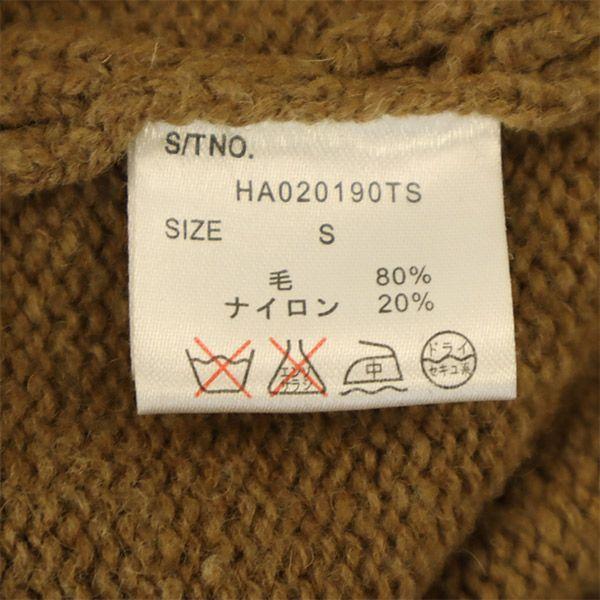 S/TNO.
HA020190TS
SIZE S
毛 80%
ナイロン 20%
エンソ
サラシ
中
ドライ
セキユ系